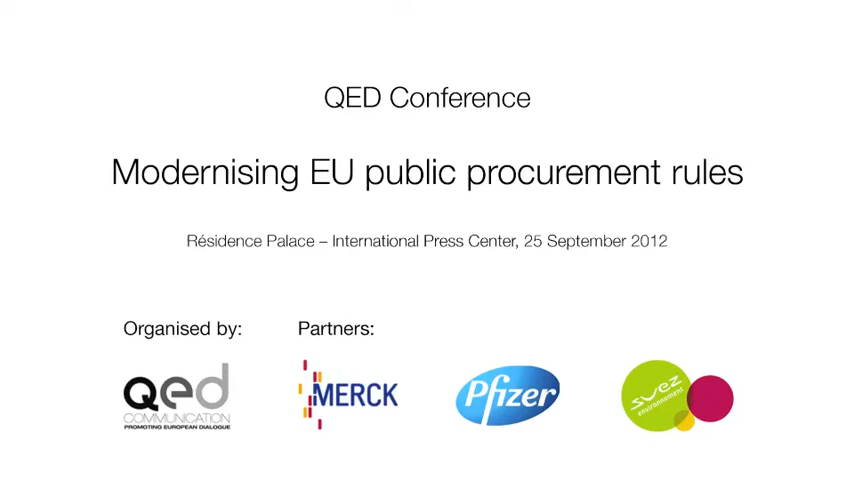 QED Conference
Modernising EU public procurement rules
Résidence Palace – International Press Center, 25 September 2012
Organised by:
Partners:
qed
COMMUNICATION
PROMOTING EUROPEAN DIALOGUE
MERCK
Pfizer
suez
environnement